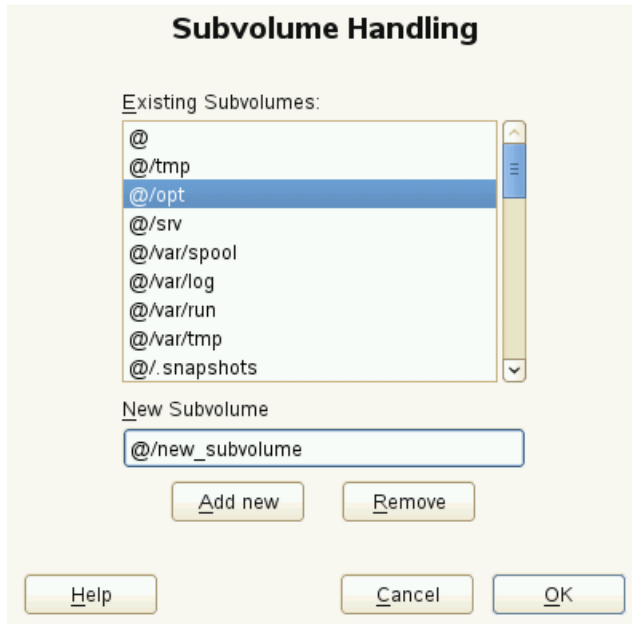 Subvolume Handling
Existing Subvolumes:
@
@/tmp
@/opt
@/srv
@/var/spool
@/var/log
@/var/run
@/var/tmp
@/.snapshots
New Subvolume
@/new_subvolume
Add new Remove
Help Cancel OK